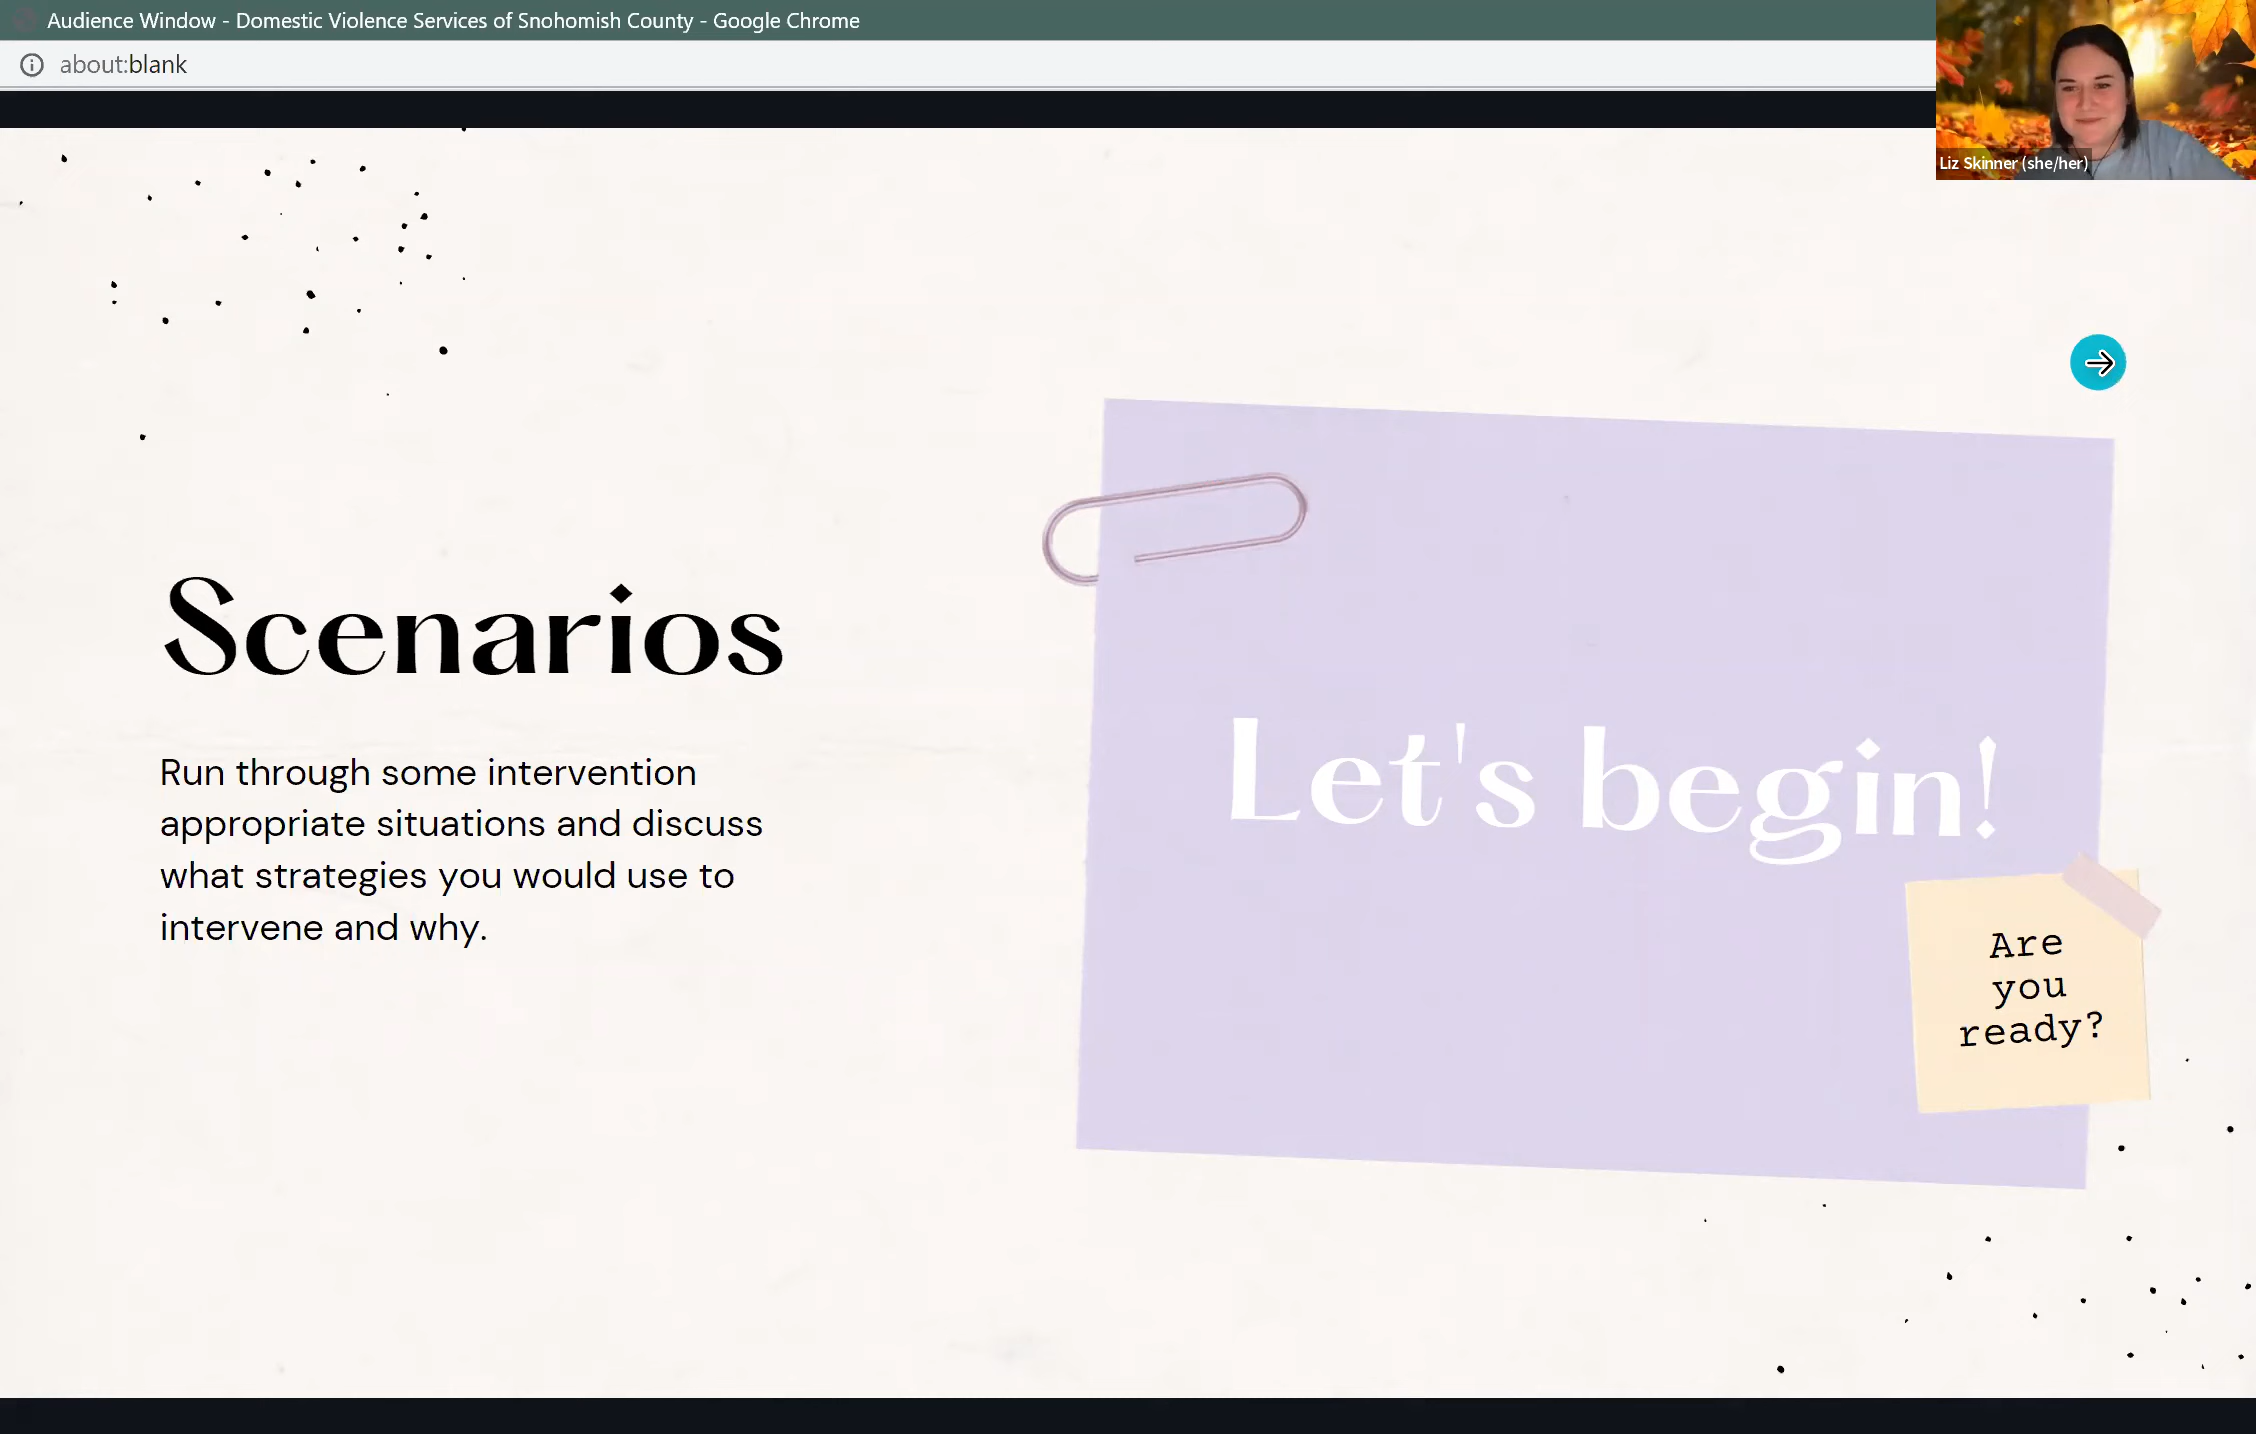 Audience Window - Domestic Violence Services of Snohomish County - Google Chrome
about:blank
Liz Skinner (she/her)
Scenarios
Run through some intervention
appropriate situations and discuss
what strategies you would use to
intervene and why.
Let's begin!
Are
you
ready?